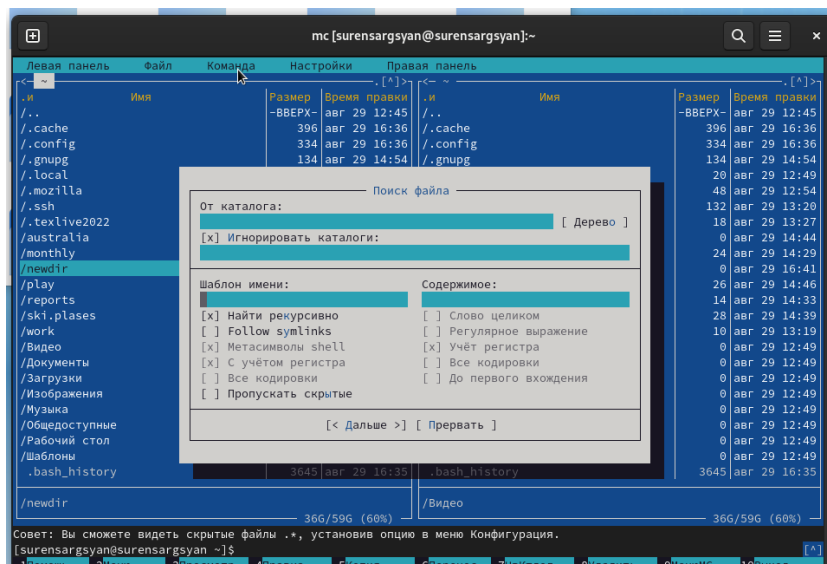 mc [surensargsyan@surensargsyan]:~
Левая панель Файл Команда Настройки Правая панель
<— ~ .[^]> <— ~ .[^]>
.и Имя Размер Время правки .и Имя Размер Время правки
/.. -ВВЕРХ- авг 29 12:45 /.. -ВВЕРХ- авг 29 12:45
/.cache 396 авг 29 16:36 /.cache 396 авг 29 16:36
/.config 334 авг 29 16:36 /.config 334 авг 29 16:36
/.gnupg 134 авг 29 14:54 /.gnupg 134 авг 29 14:54
/.local 20 авг 29 12:49
/.mozilla Поиск файла 48 авг 29 12:54
/.ssh От каталога: 132 авг 29 13:20
/.texlive2022 [ Дерево ] 18 авг 29 13:27
/australia [x] Игнорировать каталоги: 0 авг 29 14:44
/monthly 24 авг 29 14:29
/newdir 0 авг 29 16:41
/play Шаблон имени: Содержимое: 26 авг 29 14:46
/reports 14 авг 29 14:33
/ski.plases [x] Найти рекурсивно [ ] Слово целиком 28 авг 29 14:39
/work [ ] Follow symlinks [ ] Регулярное выражение 10 авг 29 13:19
/Видео [x] Метасимволы shell [x] Учёт регистра 0 авг 29 12:49
/Документы [x] С учётом регистра [ ] Все кодировки 0 авг 29 12:49
/Загрузки [ ] Все кодировки [ ] До первого вхождения 0 авг 29 12:49
/Изображения [ ] Пропускать скрытые 0 авг 29 12:49
/Музыка 0 авг 29 12:49
/Общедоступные [< Дальше >] [ Прервать ] 0 авг 29 12:49
/Рабочий стол 0 авг 29 12:49
/Шаблоны 0 авг 29 12:49
.bash_history 3645 авг 29 16:35 .bash_history 3645 авг 29 16:35
/newdir /Видео
36G/59G (60%) 36G/59G (60%)
Совет: Вы сможете видеть скрытые файлы .*, установив опцию в меню Конфигурация.
[surensargsyan@surensargsyan ~]$ [^]